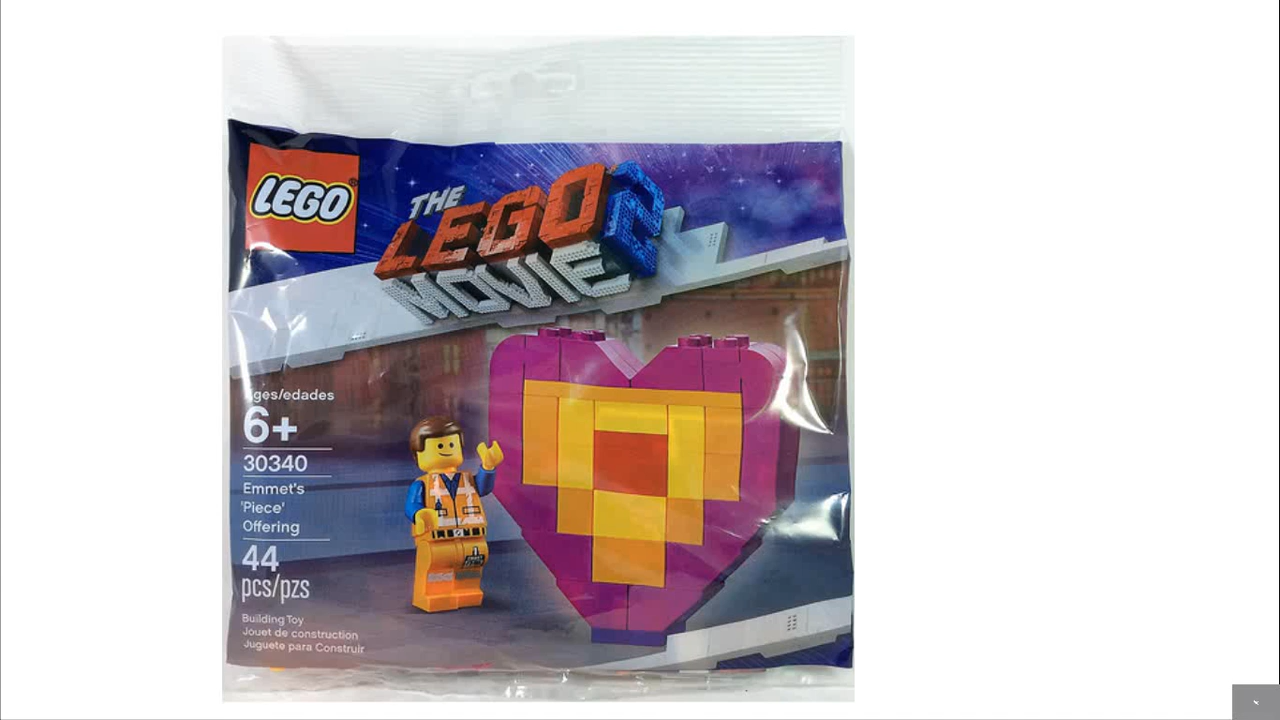 LEGO
THE
LEGO 2
MOVIE
ges/edades
6+
30340
Emmet's
'Piece'
Offering
44
pcs/pzs
Building Toy
Jouet de construction
Juguete para Construir